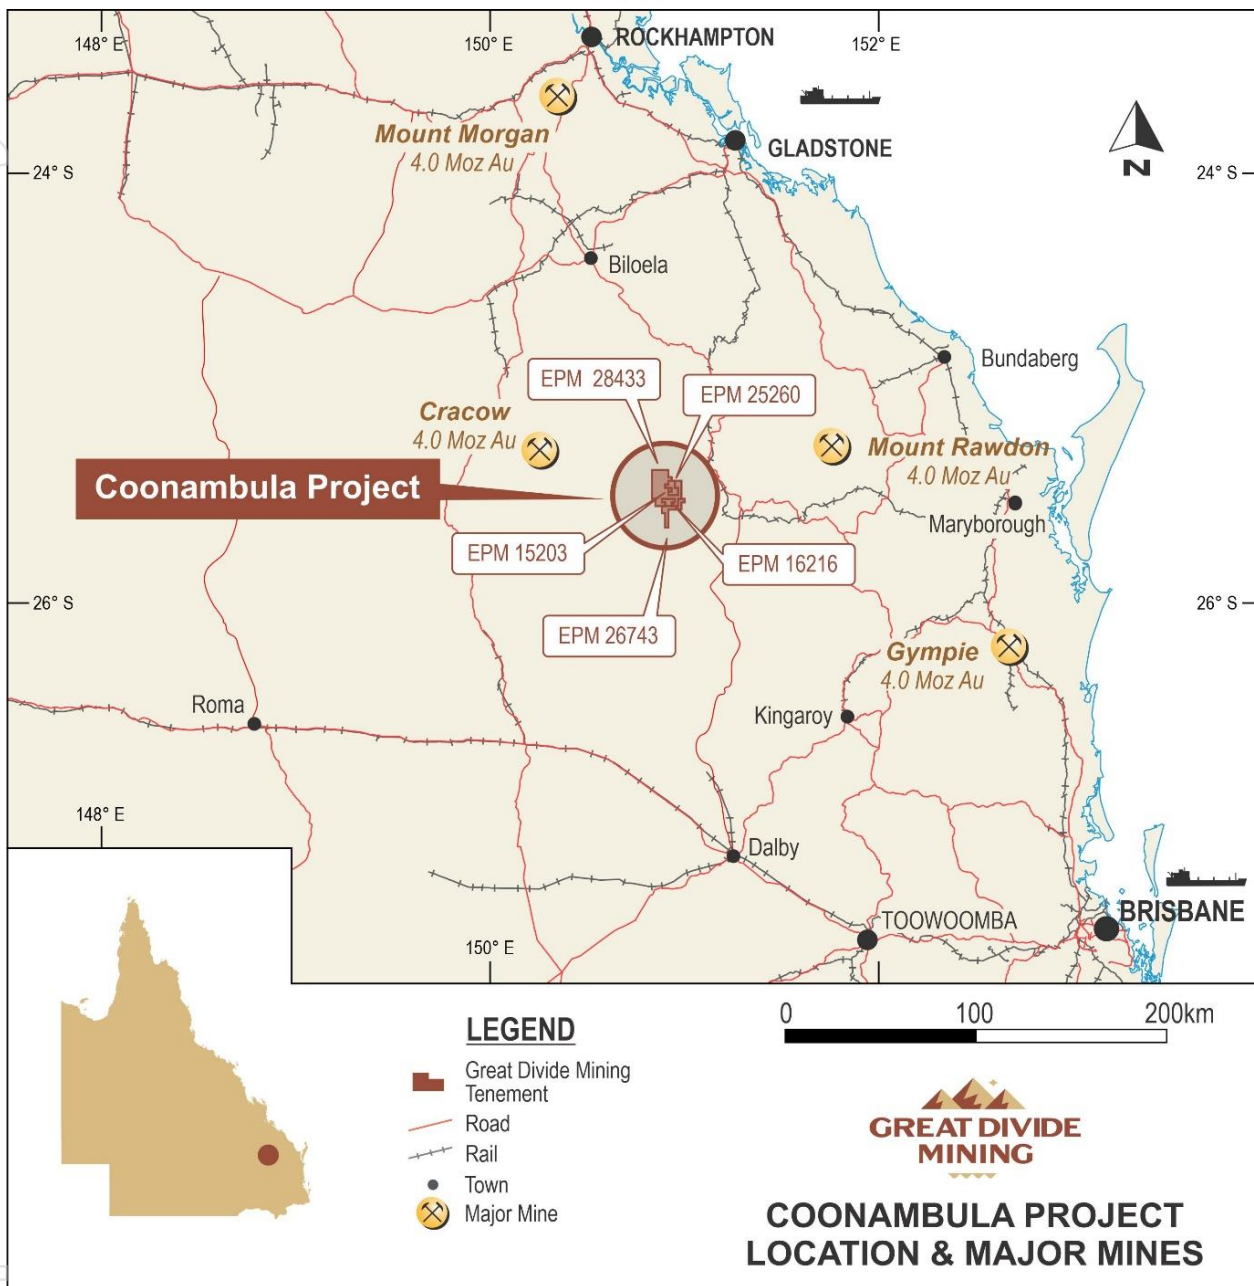 148° E
150° E
152° E
ROCKHAMPTON
Mount Morgan
4.0 Moz Au
GLADSTONE
N
24° S
24° S
Biloela
Bundaberg
EPM 28433
EPM 25260
Cracow
4.0 Moz Au
Mount Rawdon
4.0 Moz Au
Coonambula Project
Maryborough
EPM 15203
EPM 16216
26° S
26° S
EPM 26743
Gympie
4.0 Moz Au
Roma
Kingaroy
148° E
Dalby
TOOWOOMBA
BRISBANE
150° E
LEGEND
Great Divide Mining
Tenement
Road
Rail
Town
Major Mine
0 100 200km
GREAT DIVIDE
MINING
COONAMBULA PROJECT
LOCATION & MAJOR MINES